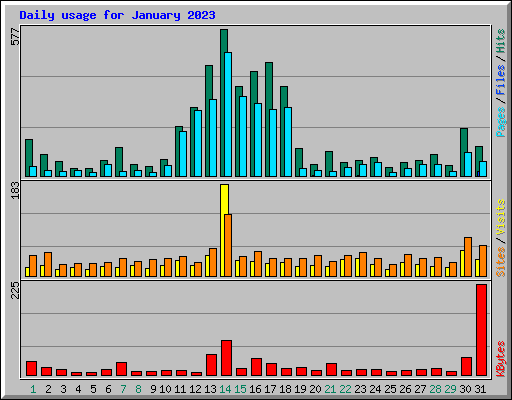 Daily usage for January 2023
577
Pages / Files / Hits
183
Sites / Visits
225
KBytes
1 2 3 4 5 6 7 8 9 10 11 12 13 14 15 16 17 18 19 20 21 22 23 24 25 26 27 28 29 30 31